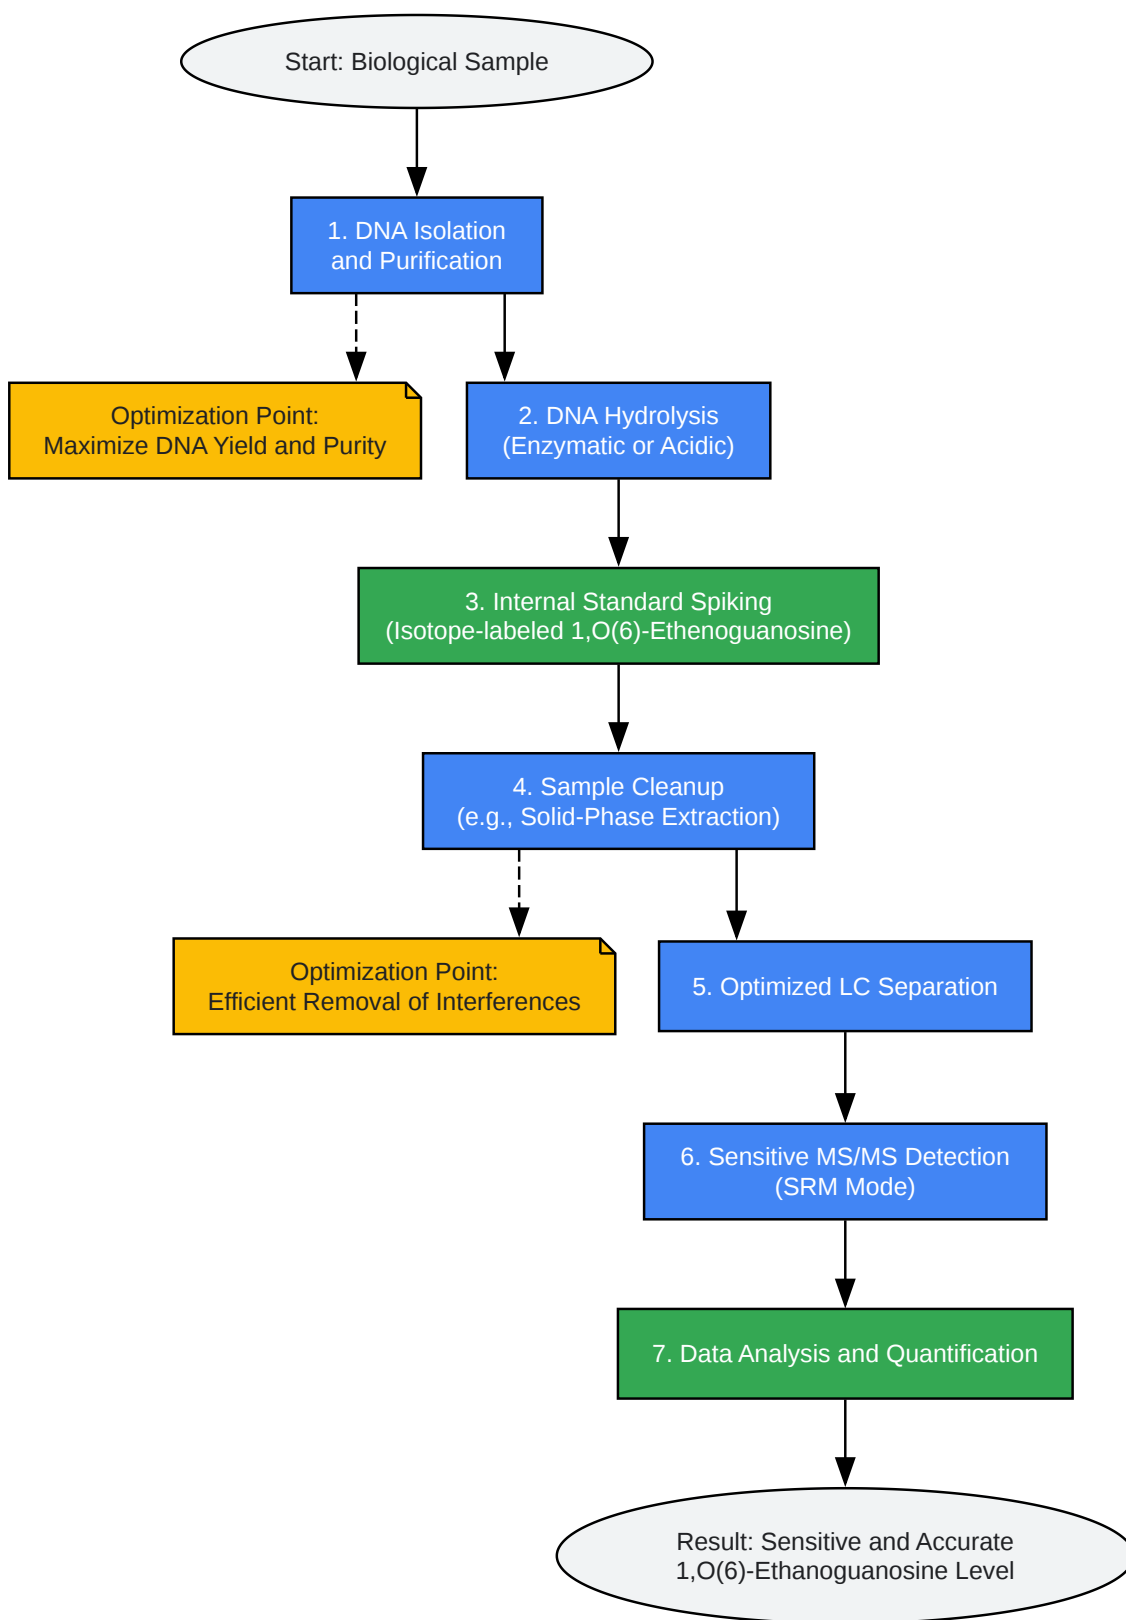 Start: Biological Sample
1. DNA Isolation
and Purification
Optimization Point:
Maximize DNA Yield and Purity
2. DNA Hydrolysis
(Enzymatic or Acidic)
3. Internal Standard Spiking
(Isotope-labeled 1,O(6)-Ethenoguanosine)
4. Sample Cleanup
(e.g., Solid-Phase Extraction)
Optimization Point:
Efficient Removal of Interferences
5. Optimized LC Separation
6. Sensitive MS/MS Detection
(SRM Mode)
7. Data Analysis and Quantification
Result: Sensitive and Accurate
1,O(6)-Ethanoguanosine Level